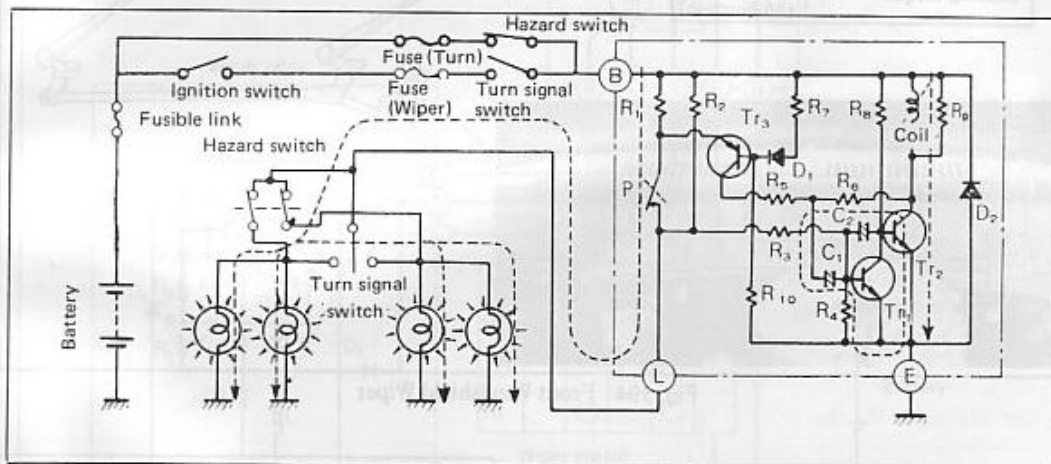 Hazard switch
Fuse (Turn)
B
Ignition switch
Fuse
(Wiper)
Turn signal
switch
R₁
R₂
Tr₃
R₇
R₈
Coil
R₉
Fusible link
Hazard switch
D₁
P
R₅
R₆
D₂
C₂
R₃
C₁
Tr₂
Turn signal
switch
R₁₀
R₄
Tr₁
Battery
L
E